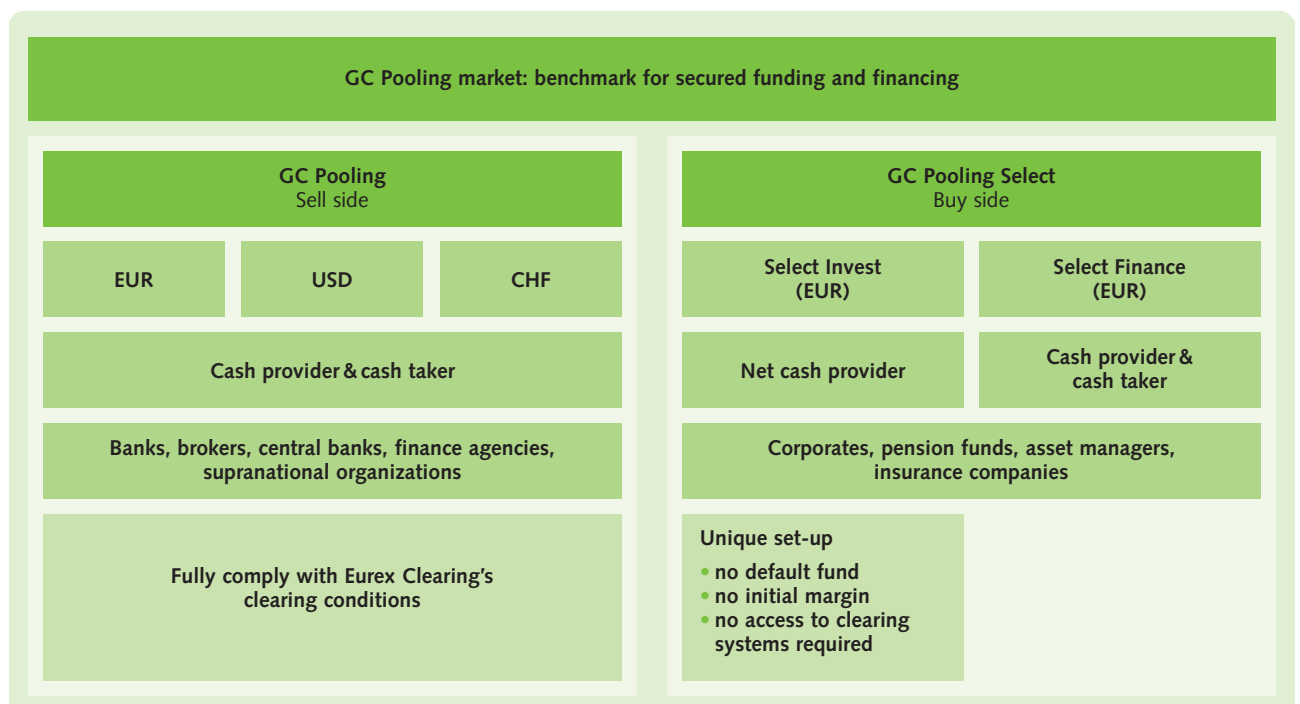 GC Pooling market: benchmark for secured funding and financing
GC Pooling
Sell side
EUR
USD
CHF
Cash provider & cash taker
Banks, brokers, central banks, finance agencies,
supranational organizations
Fully comply with Eurex Clearing’s
clearing conditions
GC Pooling Select
Buy side
Select Invest
(EUR)
Select Finance
(EUR)
Net cash provider
Cash provider &
cash taker
Corporates, pension funds, asset managers,
insurance companies
Unique set-up
• no default fund
• no initial margin
• no access to clearing
systems required